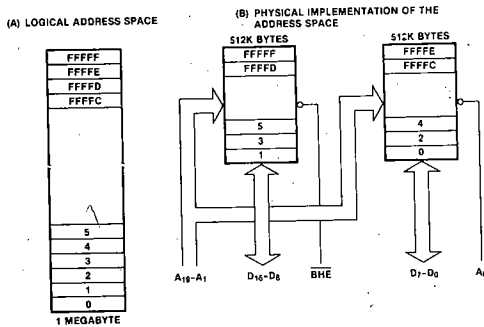 (A) LOGICAL ADDRESS SPACE
FFFFF
FFFFE
FFFFD
FFFFC
5
4
3
2
1
0
1 MEGABYTE
(B) PHYSICAL IMPLEMENTATION OF THE
ADDRESS SPACE
512K BYTES
FFFFF
FFFFD
5
3
1
512K BYTES
FFFFE
FFFFC
4
2
0
A19-A1
D15-D8
BHE
D7-D0